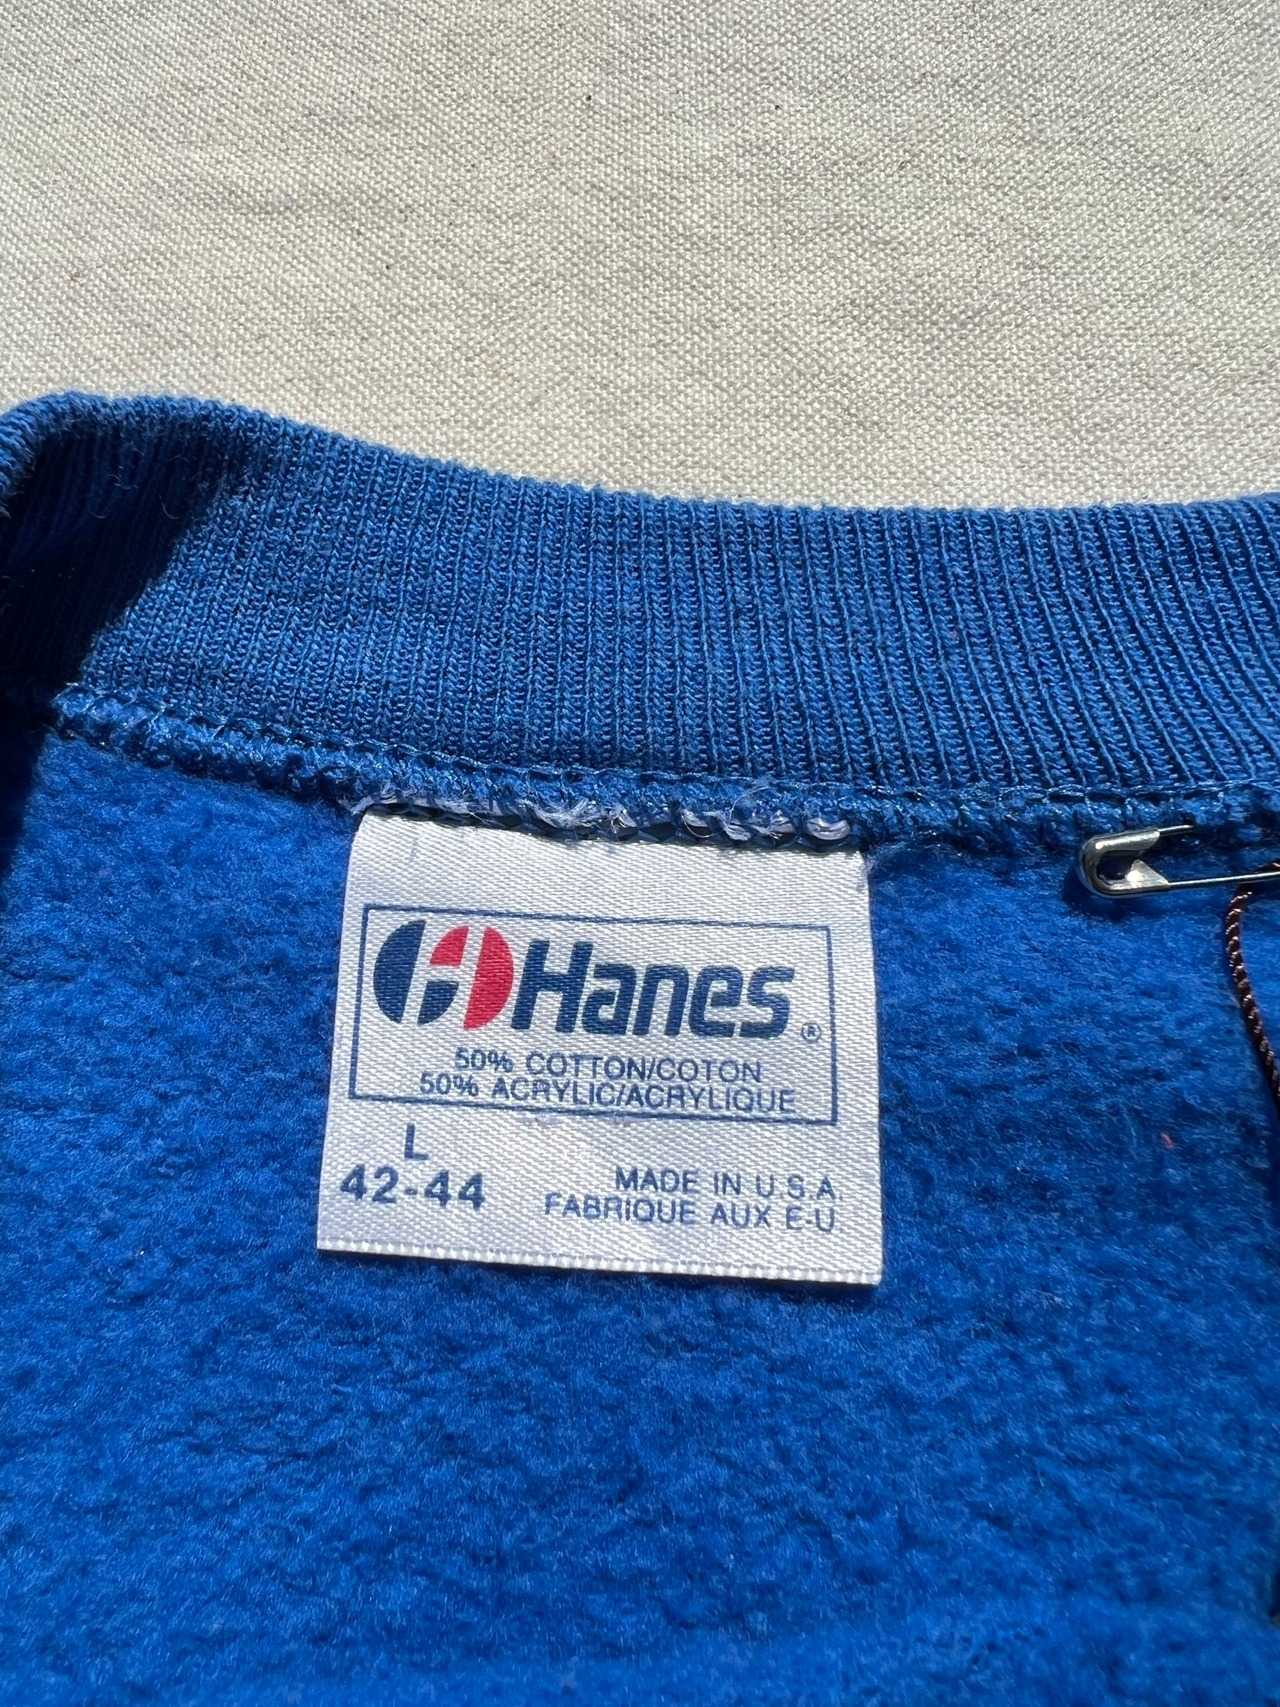 Hanes®
50% COTTON/COTON
50% ACRYLIC/ACRYLIQUE
L
42-44
MADE IN U.S.A.
FABRIQUE AUX E-U.